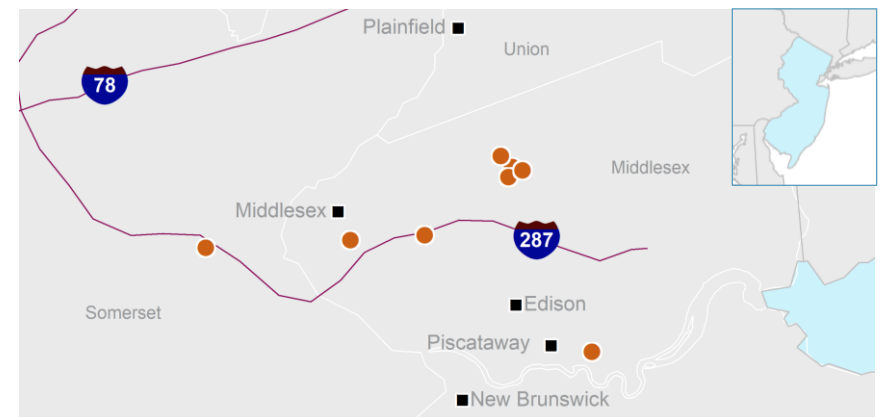 Plainfield
Union
78
Middlesex
Middlesex
287
Somerset
Edison
Piscataway
New Brunswick